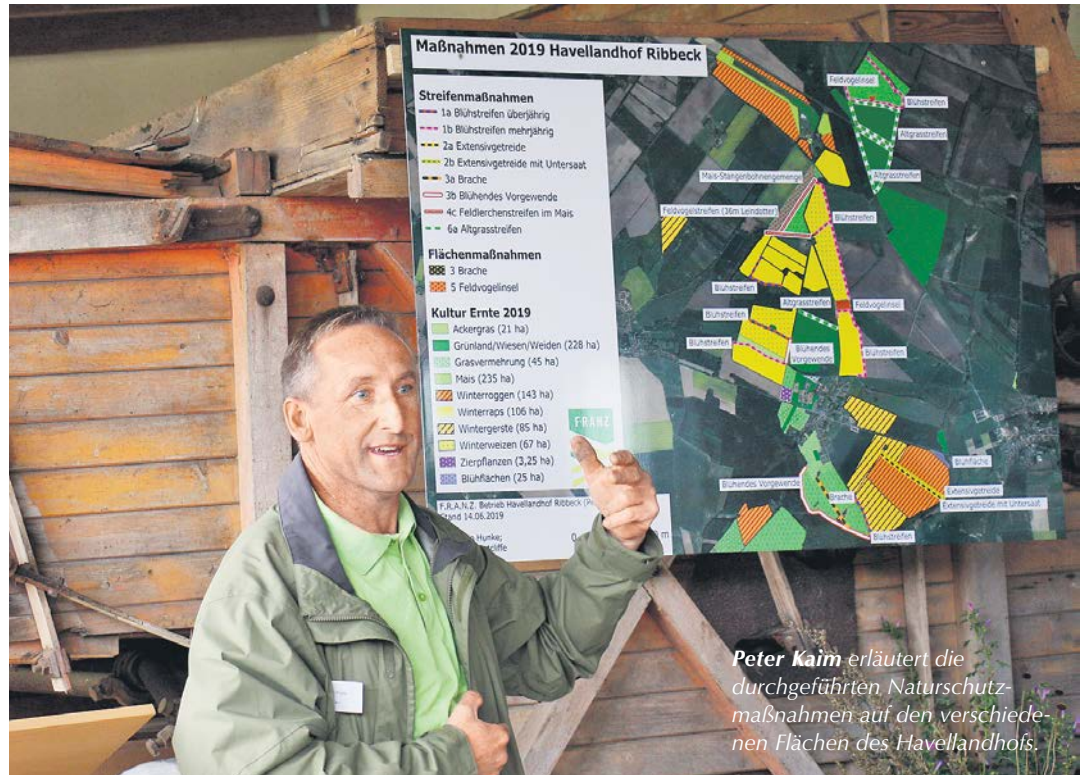 Maßnahmen 2019 Havellandhof Ribbeck
Streifenmaßnahmen
1a Blühstreifen überjährig
1b Blühstreifen mehrjährig
2a Extensivgetreide
2b Extensivgetreide mit Untersaat
3a Brache
3b Blühendes Vorgewende
4c Feldlerchenstreifen im Mais
6a Altgrasstreifen
Flächenmaßnahmen
3 Brache
5 Feldvogelinsel
Kultur Ernte 2019
Ackergras (21 ha)
Grünland/Wiesen/Weiden (228 ha)
Grasvermehrung (45 ha)
Mais (235 ha)
Winterroggen (143 ha)
Winterraps (106 ha)
Wintergerste (85 ha)
Winterweizen (67 ha)
Zierpflanzen (3,25 ha)
Blühflächen (25 ha)
FRANZ
F.R.A.N.Z. Betrieb Havellandhof Ribbeck
Stand 14.06.2019
Hunke;
Feldvogelinsel
Blühstreifen
Altgrasstreifen
Altgrasstreifen
Mais-Stangenbohnengemenge
Feldvogelstreifen (36m Leindotter)
Blühstreifen
Blühstreifen
Altgrasstreifen
Feldvogelinsel
Blühstreifen
Blühstreifen
Blühendes
Vorgewende
Blühstreifen
Blühfläche
Blühendes Vorgewende
Brache
Extensivgetreide
Extensivgetreide mit Untersaat
Blühstreifen
Peter Kaim erläutert die
durchgeführten Naturschutz-
maßnahmen auf den verschiede-
nen Flächen des Havellandhofs.